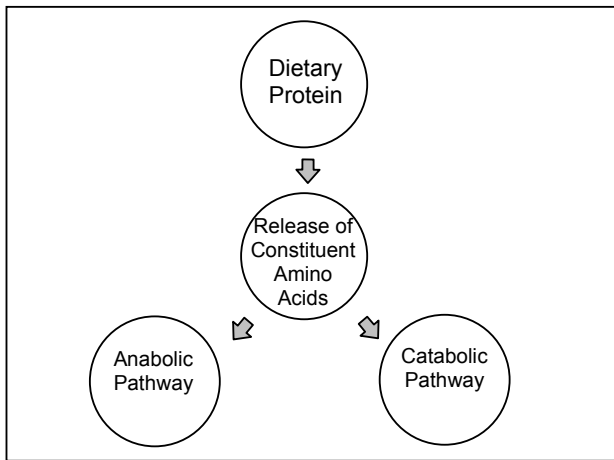 Dietary
Protein
Release of
Constituent
Amino
Acids
Anabolic
Pathway
Catabolic
Pathway